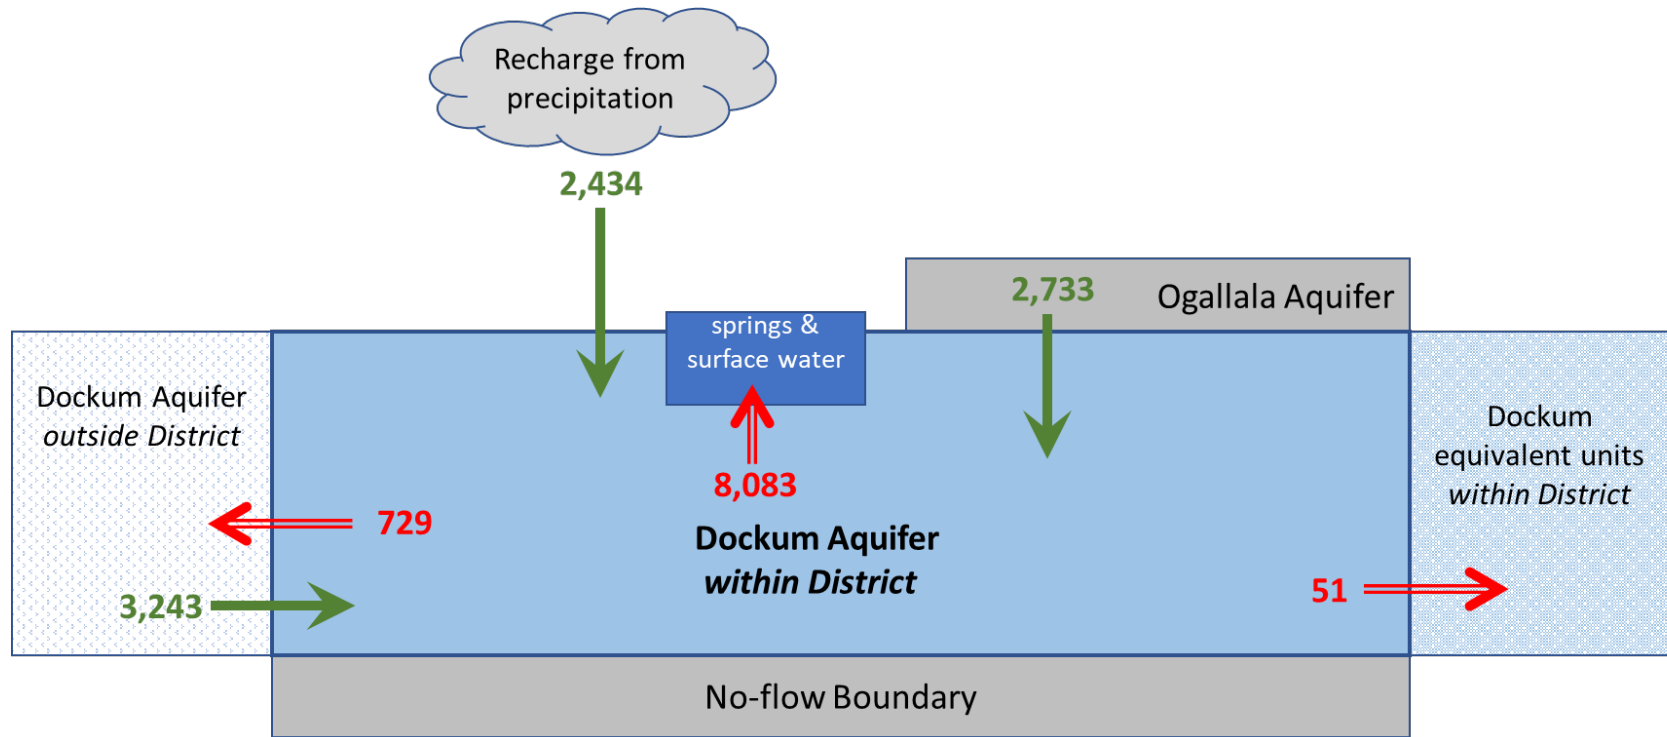 Recharge from
precipitation
2,434
2,733
Ogallala Aquifer
springs &
surface water
Dockum Aquifer
outside District
Dockum
equivalent units
within District
8,083
729
Dockum Aquifer
within District
3,243
51
No-flow Boundary